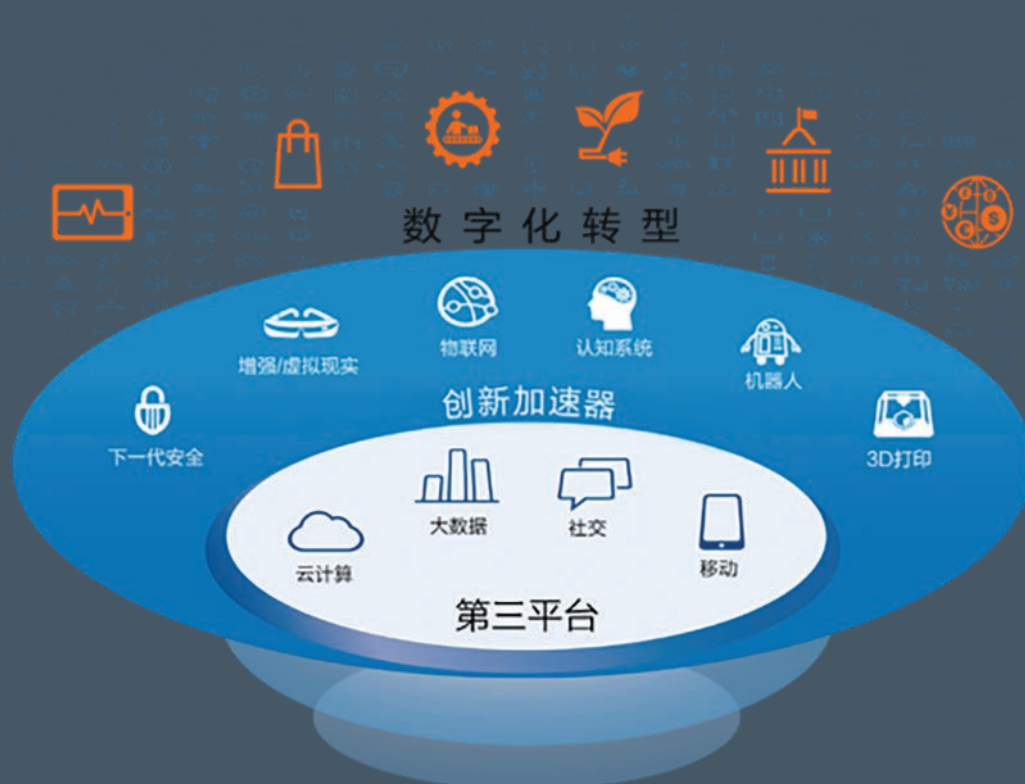 数字化转型
增强/虚拟现实
物联网
认知系统
机器人
下一代安全
创新加速器
3D打印
云计算
大数据
社交
移动
第三平台